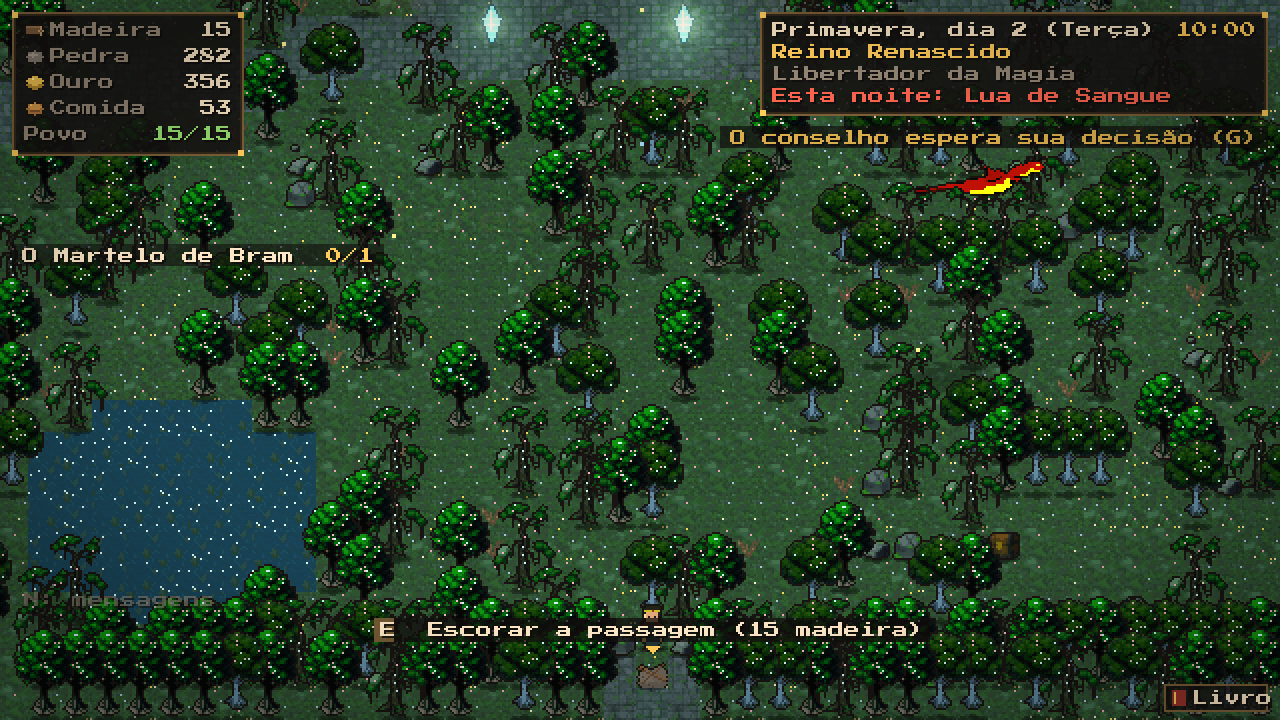 Madeira 15
Pedra 282
Ouro 356
Comida 53
Povo 15/15
Primavera, dia 2 (Terça) 10:00
Reino Renascido
Libertador da Magia
Esta noite: Lua de Sangue
O conselho espera sua decisão (G)
O Martelo de Bram 0/1
N: mensagens
E Escorar a passagem (15 madeira)
Livro